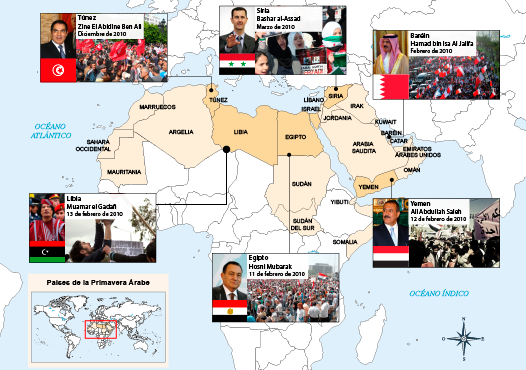 Túnez
Zine El Abidine Ben Ali
Diciembre de 2010
Siria
Bashar al-Assad
Marzo de 2010
Baréin
Hamad bin Isa Al Jalifa
Febrero de 2010
OCÉANO
ATLÁNTICO
MARRUECOS
TÚNEZ
LÍBANO
SIRIA
ISRAEL
IRAK
JORDANIA
ARGELIA
LIBIA
EGIPTO
KUWAIT
BARÉIN
CATAR
SAHARA
OCCIDENTAL
ARABIA
SAUDITA
EMIRATOS
ÁRABES UNIDOS
MAURITANIA
OMÁN
SUDÁN
YEMEN
YIBUTI
SUDÁN
DEL SUR
SOMALIA
Libia
Muamar el Gadafi
13 de febrero de 2010
Yemen
Ali Abdullah Saleh
12 de febrero de 2010
Egipto
Hosni Mubarak
11 de febrero de 2010
Países de la Primavera Árabe
OCÉANO ÍNDICO